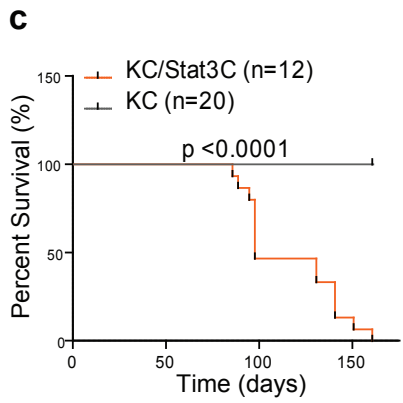 c
KC/Stat3C (n=12)
KC (n=20)
p <0.0001
Percent Survival (%)
150
100
50
0
0 50 100 150
Time (days)